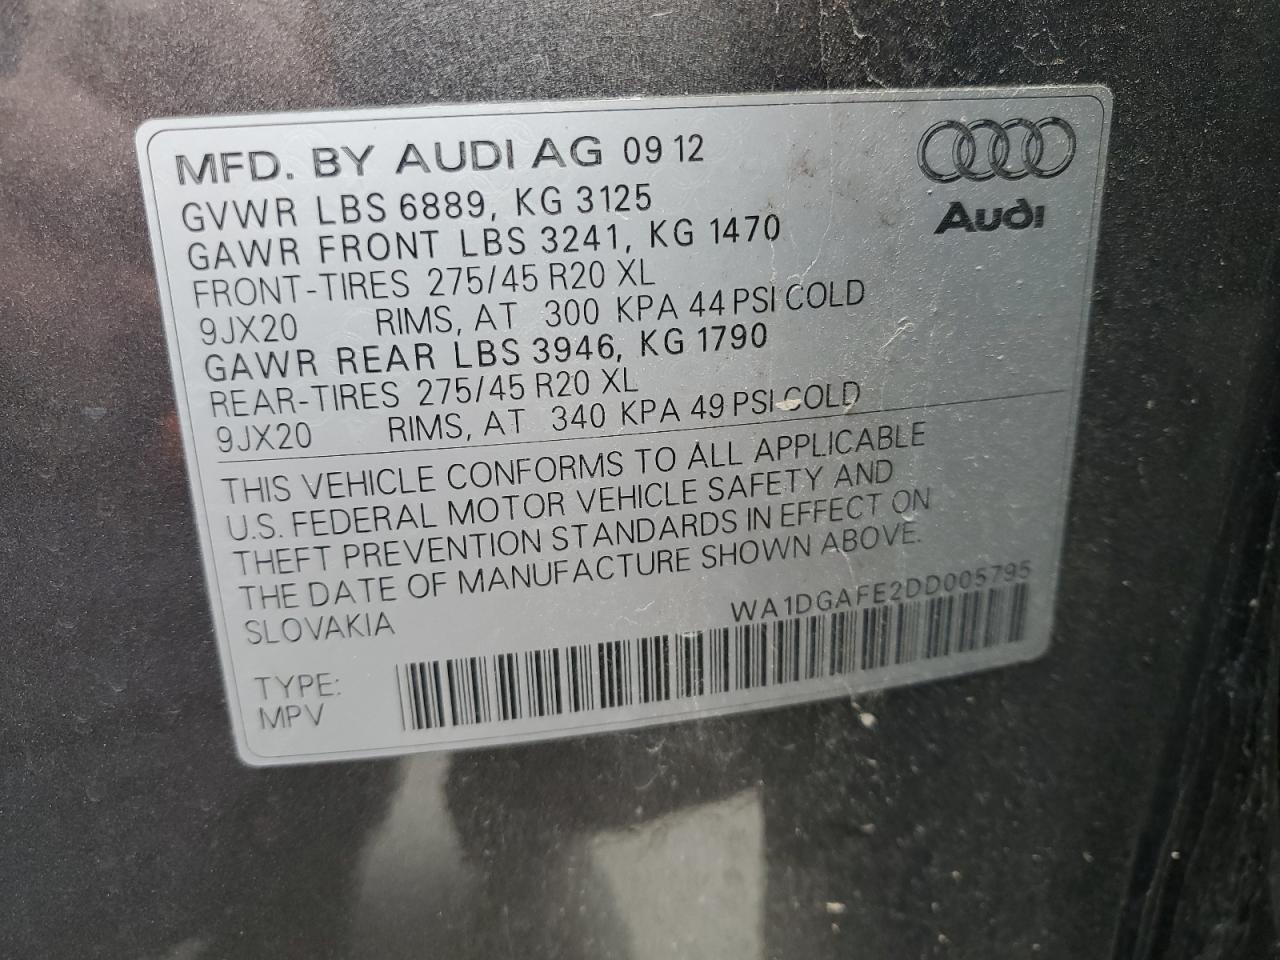 MFD. BY AUDI AG 09 12
Audi
GVWR LBS 6889, KG 3125
GAWR FRONT LBS 3241, KG 1470
FRONT-TIRES 275/45 R20 XL
9JX20 RIMS, AT 300 KPA 44 PSI COLD
GAWR REAR LBS 3946, KG 1790
REAR-TIRES 275/45 R20 XL
9JX20 RIMS, AT 340 KPA 49 PSI COLD
THIS VEHICLE CONFORMS TO ALL APPLICABLE
U.S. FEDERAL MOTOR VEHICLE SAFETY AND
THEFT PREVENTION STANDARDS IN EFFECT ON
THE DATE OF MANUFACTURE SHOWN ABOVE.
SLOVAKIA
WA1DGAFE2DD005795
TYPE:
MPV